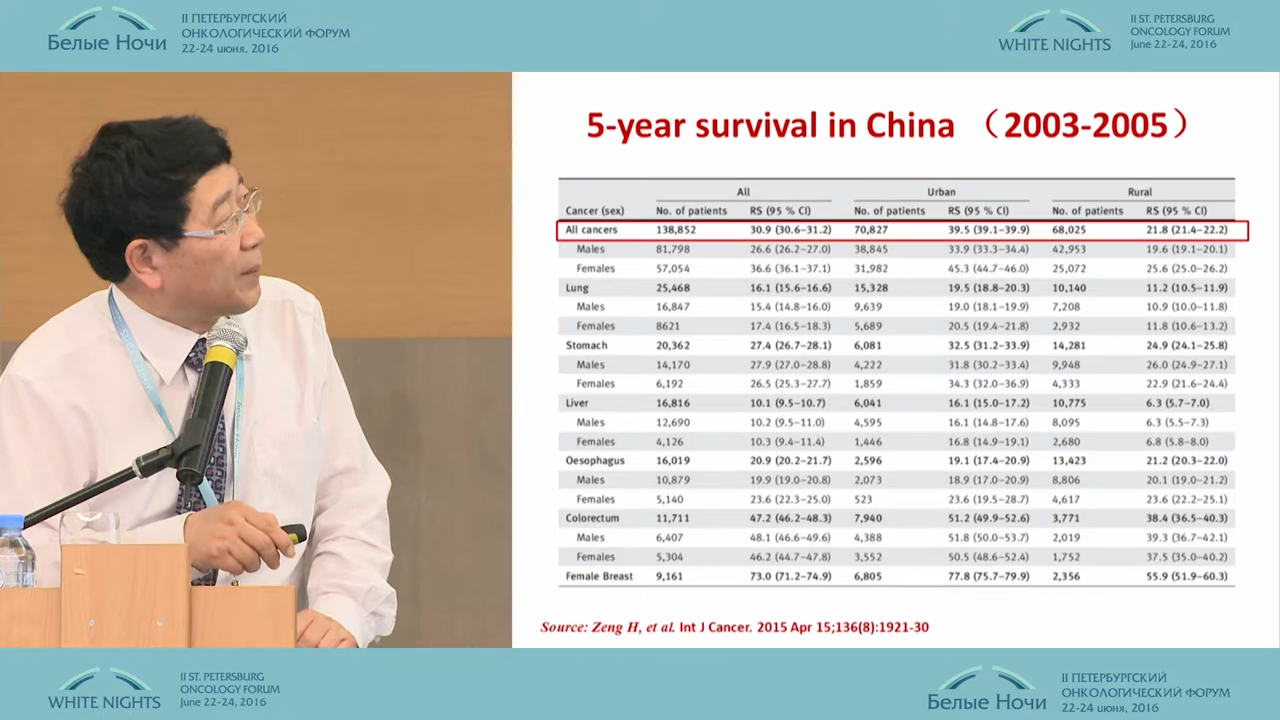 Белые Ночи
II ПЕТЕРБУРГСКИЙ
ОНКОЛОГИЧЕСКИЙ ФОРУМ
22-24 июня, 2016
WHITE NIGHTS
II ST. PETERSBURG
ONCOLOGY FORUM
June 22-24, 2016
5-year survival in China （2003-2005）
All Urban Rural
Cancer (sex) No. of patients RS (95 % CI) No. of patients RS (95 % CI) No. of patients RS (95 % CI)
All cancers 138,852 30.9 (30.6–31.2) 70,827 39.5 (39.1–39.9) 68,025 21.8 (21.4–22.2)
Males 81,798 26.6 (26.2–27.0) 38,845 33.9 (33.3–34.4) 42,953 19.6 (19.1–20.1)
Females 57,054 36.6 (36.1–37.1) 31,982 45.3 (44.7–46.0) 25,072 25.6 (25.0–26.2)
Lung 25,468 16.1 (15.6–16.6) 15,328 19.5 (18.8–20.3) 10,140 11.2 (10.5–11.9)
Males 16,847 15.4 (14.8–16.0) 9,639 19.0 (18.1–19.9) 7,208 10.9 (10.0–11.8)
Females 8621 17.4 (16.5–18.3) 5,689 20.5 (19.4–21.8) 2,932 11.8 (10.6–13.2)
Stomach 20,362 27.4 (26.7–28.1) 6,081 32.5 (31.2–33.9) 14,281 24.9 (24.1–25.8)
Males 14,170 27.9 (27.0–28.8) 4,222 31.8 (30.2–33.4) 9,948 26.0 (24.9–27.1)
Females 6,192 26.5 (25.3–27.7) 1,859 34.3 (32.0–36.9) 4,333 22.9 (21.6–24.4)
Liver 16,816 10.1 (9.5–10.7) 6,041 16.1 (15.0–17.2) 10,775 6.3 (5.7–7.0)
Males 12,690 10.2 (9.5–11.0) 4,595 16.1 (14.8–17.6) 8,095 6.3 (5.5–7.3)
Females 4,126 10.3 (9.4–11.4) 1,446 16.8 (14.9–19.1) 2,680 6.8 (5.8–8.0)
Oesophagus 16,019 20.9 (20.2–21.7) 2,596 19.1 (17.4–20.9) 13,423 21.2 (20.3–22.0)
Males 10,879 19.9 (19.0–20.8) 2,073 18.9 (17.0–20.9) 8,806 20.1 (19.0–21.2)
Females 5,140 23.6 (22.3–25.0) 523 23.6 (19.5–28.7) 4,617 23.6 (22.2–25.1)
Colorectum 11,711 47.2 (46.2–48.3) 7,940 51.2 (49.9–52.6) 3,771 38.4 (36.5–40.3)
Males 6,407 48.1 (46.6–49.6) 4,388 51.8 (50.0–53.7) 2,019 39.3 (36.7–42.1)
Females 5,304 46.2 (44.7–47.8) 3,552 50.5 (48.6–52.4) 1,752 37.5 (35.0–40.2)
Female Breast 9,161 73.0 (71.2–74.9) 6,805 77.8 (75.7–79.9) 2,356 55.9 (51.9–60.3)
Source: Zeng H, et al. Int J Cancer. 2015 Apr 15;136(8):1921-30
WHITE NIGHTS
II ST. PETERSBURG
ONCOLOGY FORUM
June 22-24, 2016
Белые Ночи
II ПЕТЕРБУРГСКИЙ
ОНКОЛОГИЧЕСКИЙ ФОРУМ
22-24 июня, 2016